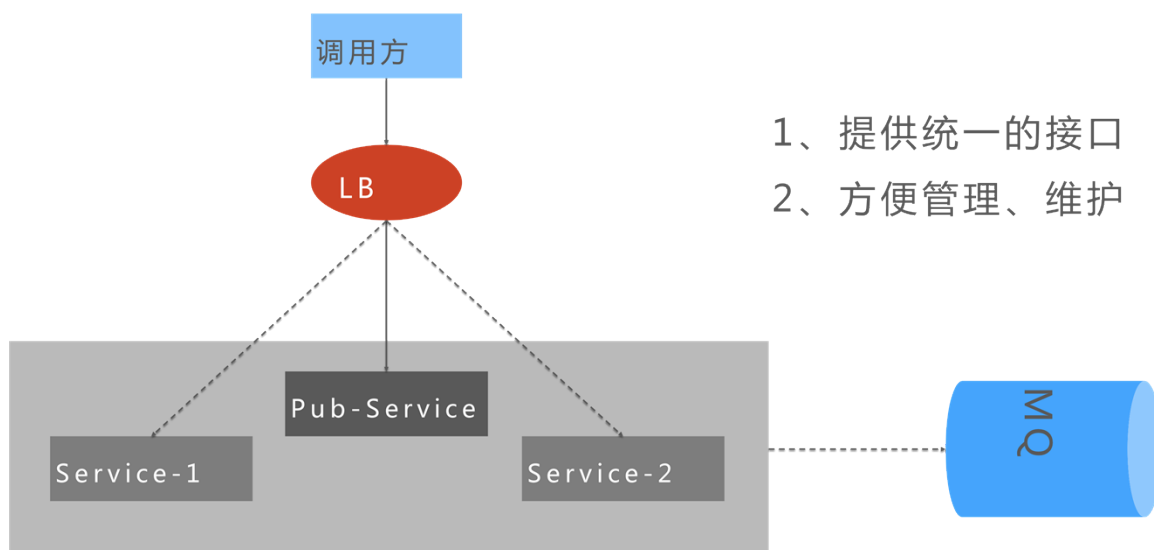 调用方
LB
1、提供统一的接口
2、方便管理、维护
Pub-Service
Service-1
Service-2
MQ